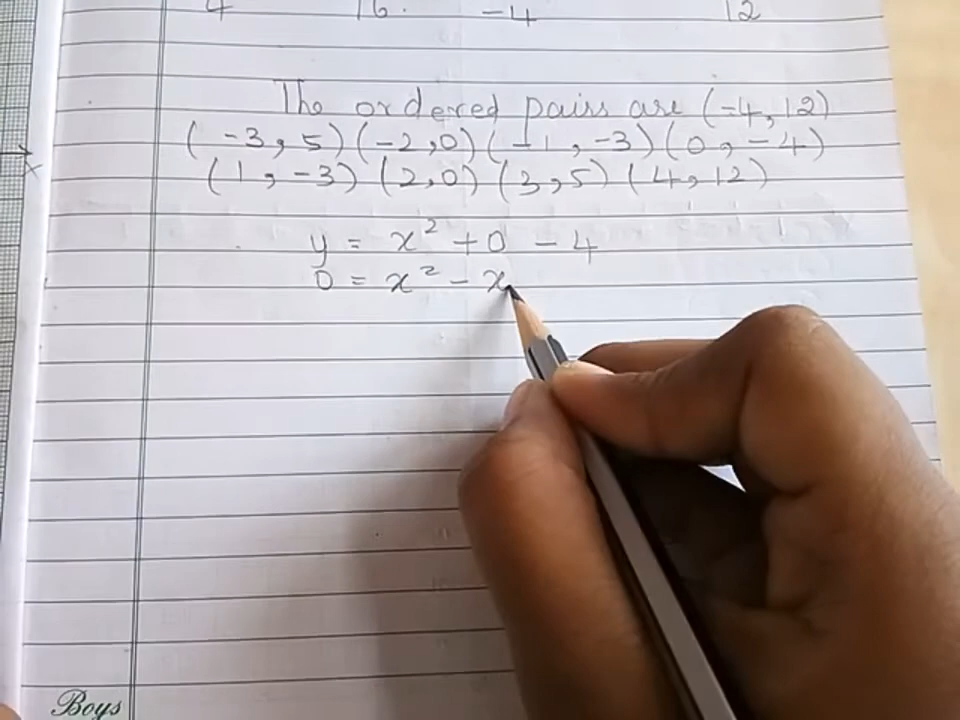 4 16. -4 12
The ordered pairs are (-4, 12)
(-3, 5) (-2, 0) (-1, -3) (0, -4)
(1, -3) (2, 0) (3, 5) (4, 12)
y = x² + 0 - 4
0 = x² - x
Boys